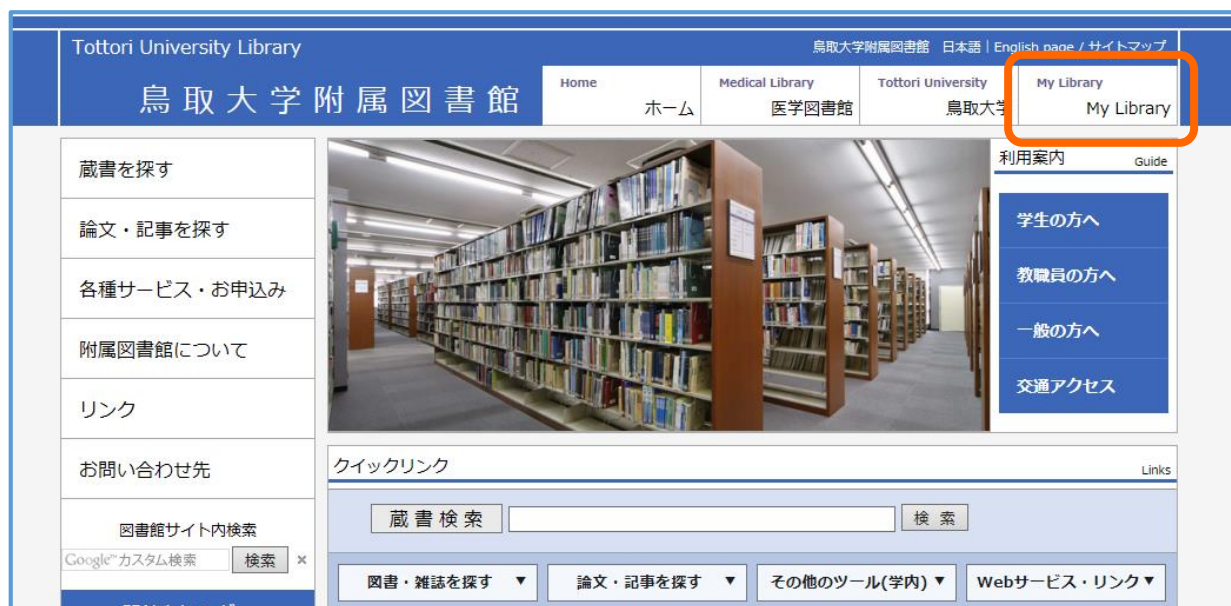 Tottori University Library
鳥取大学附属図書館 日本語 | English page / サイトマップ
鳥取大学附属図書館
Home
ホーム
Medical Library
医学図書館
Tottori University
鳥取大学
My Library
My Library
蔵書を探す
論文・記事を探す
各種サービス・お申込み
附属図書館について
リンク
お問い合わせ先
図書館サイト内検索
Google™カスタム検索 検索 ×
利用案内 Guide
学生の方へ
教職員の方へ
一般の方へ
交通アクセス
クイックリンク Links
蔵書検索 検索
図書・雑誌を探す ▼ 論文・記事を探す ▼ その他のツール(学内) ▼ Webサービス・リンク▼